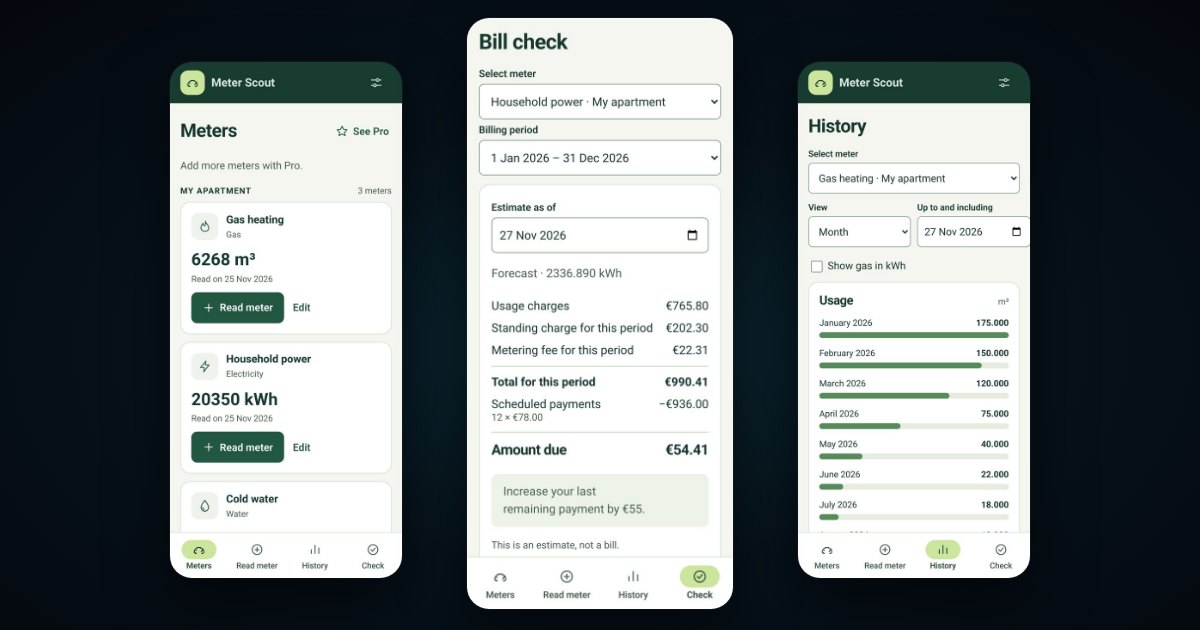 Meter Scout
Meters
See Pro
Add more meters with Pro.
MY APARTMENT
3 meters
Gas heating
Gas
6268 m³
Read on 25 Nov 2026
+ Read meter
Edit
Household power
Electricity
20350 kWh
Read on 25 Nov 2026
+ Read meter
Edit
Cold water
Water
Meters
Read meter
History
Check
Bill check
Select meter
Household power · My apartment
Billing period
1 Jan 2026 – 31 Dec 2026
Estimate as of
27 Nov 2026
Forecast · 2336.890 kWh
Usage charges €765.80
Standing charge for this period €202.30
Metering fee for this period €22.31
Total for this period €990.41
Scheduled payments −€936.00
12 × €78.00
Amount due €54.41
Increase your last
remaining payment by €55.
This is an estimate, not a bill.
Meters
Read meter
History
Check
Meter Scout
History
Select meter
Gas heating · My apartment
View
Up to and including
Month
27 Nov 2026
Show gas in kWh
Usage
m³
January 2026 175.000
February 2026 150.000
March 2026 120.000
April 2026 75.000
May 2026 40.000
June 2026 22.000
July 2026 18.000
Meters
Read meter
History
Check